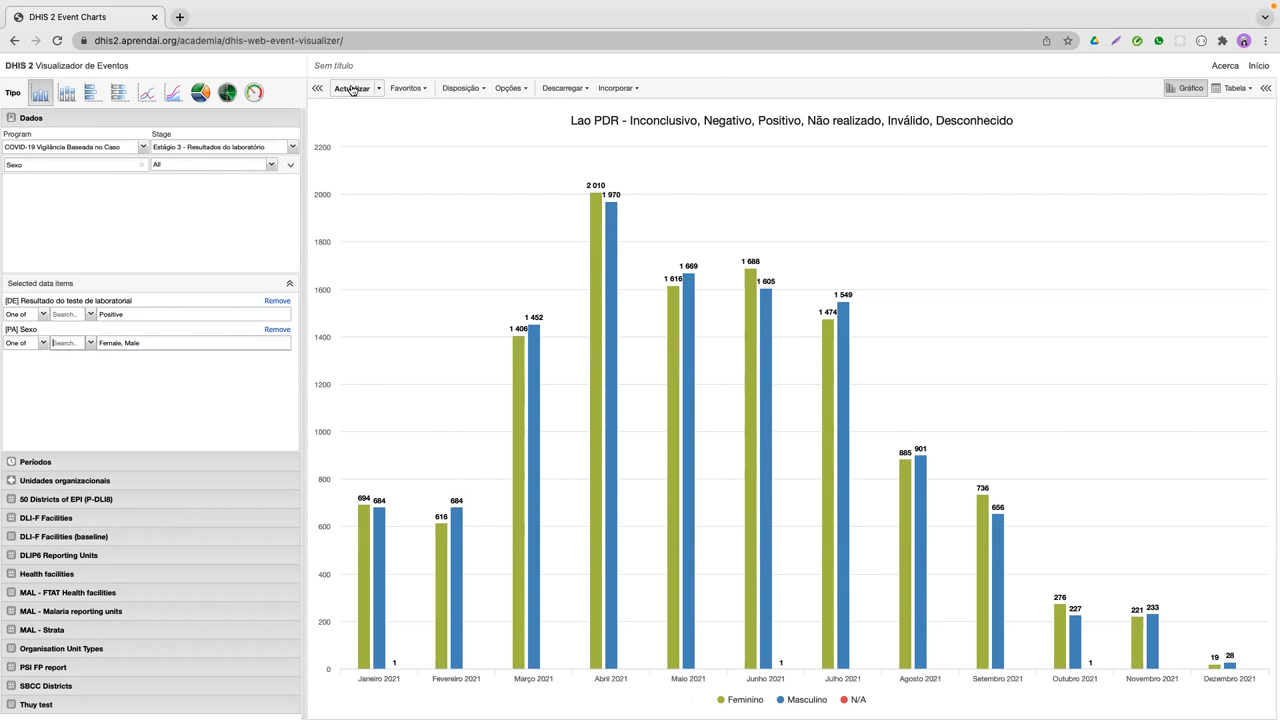 DHIS 2 Event Charts
dhis2.aprendai.org/academia/dhis-web-event-visualizer/
DHIS 2 Visualizador de Eventos
Sem título
Acerca
Início
Tipo
Actualizar
Favoritos
Disposição
Opções
Descarregar
Incorporar
Gráfico
Tabela
Dados
Program
Stage
COVID-19 Vigilância Baseada no Caso
Estágio 3 - Resultados do laboratório
Sexo
All
Selected data items
[DE] Resultado do teste de laboratorial
Remove
One of
Search..
Positive
[PA] Sexo
Remove
One of
Search..
Female, Male
Períodos
Unidades organizacionais
50 Districts of EPI (P-DLI8)
DLI-F Facilities
DLI-F Facilities (baseline)
DLIP6 Reporting Units
Health facilities
MAL - FTAT Health facilities
MAL - Malaria reporting units
MAL - Strata
Organisation Unit Types
PSI FP report
SBCC Districts
Thuy test
Lao PDR - Inconclusivo, Negativo, Positivo, Não realizado, Inválido, Desconhecido
2200
2000
1800
1600
1400
1200
1000
800
600
400
200
0
694 684 1
616 684
1 406 1 452
2 010 1 970
1 616 1 669
1 688 1 605 1
1 474 1 549
885 901
736 656
276 227 1
221 233
19 28
Janeiro 2021 Fevereiro 2021 Março 2021 Abril 2021 Maio 2021 Junho 2021 Julho 2021 Agosto 2021 Setembro 2021 Outubro 2021 Novembro 2021 Dezembro 2021
Feminino Masculino N/A